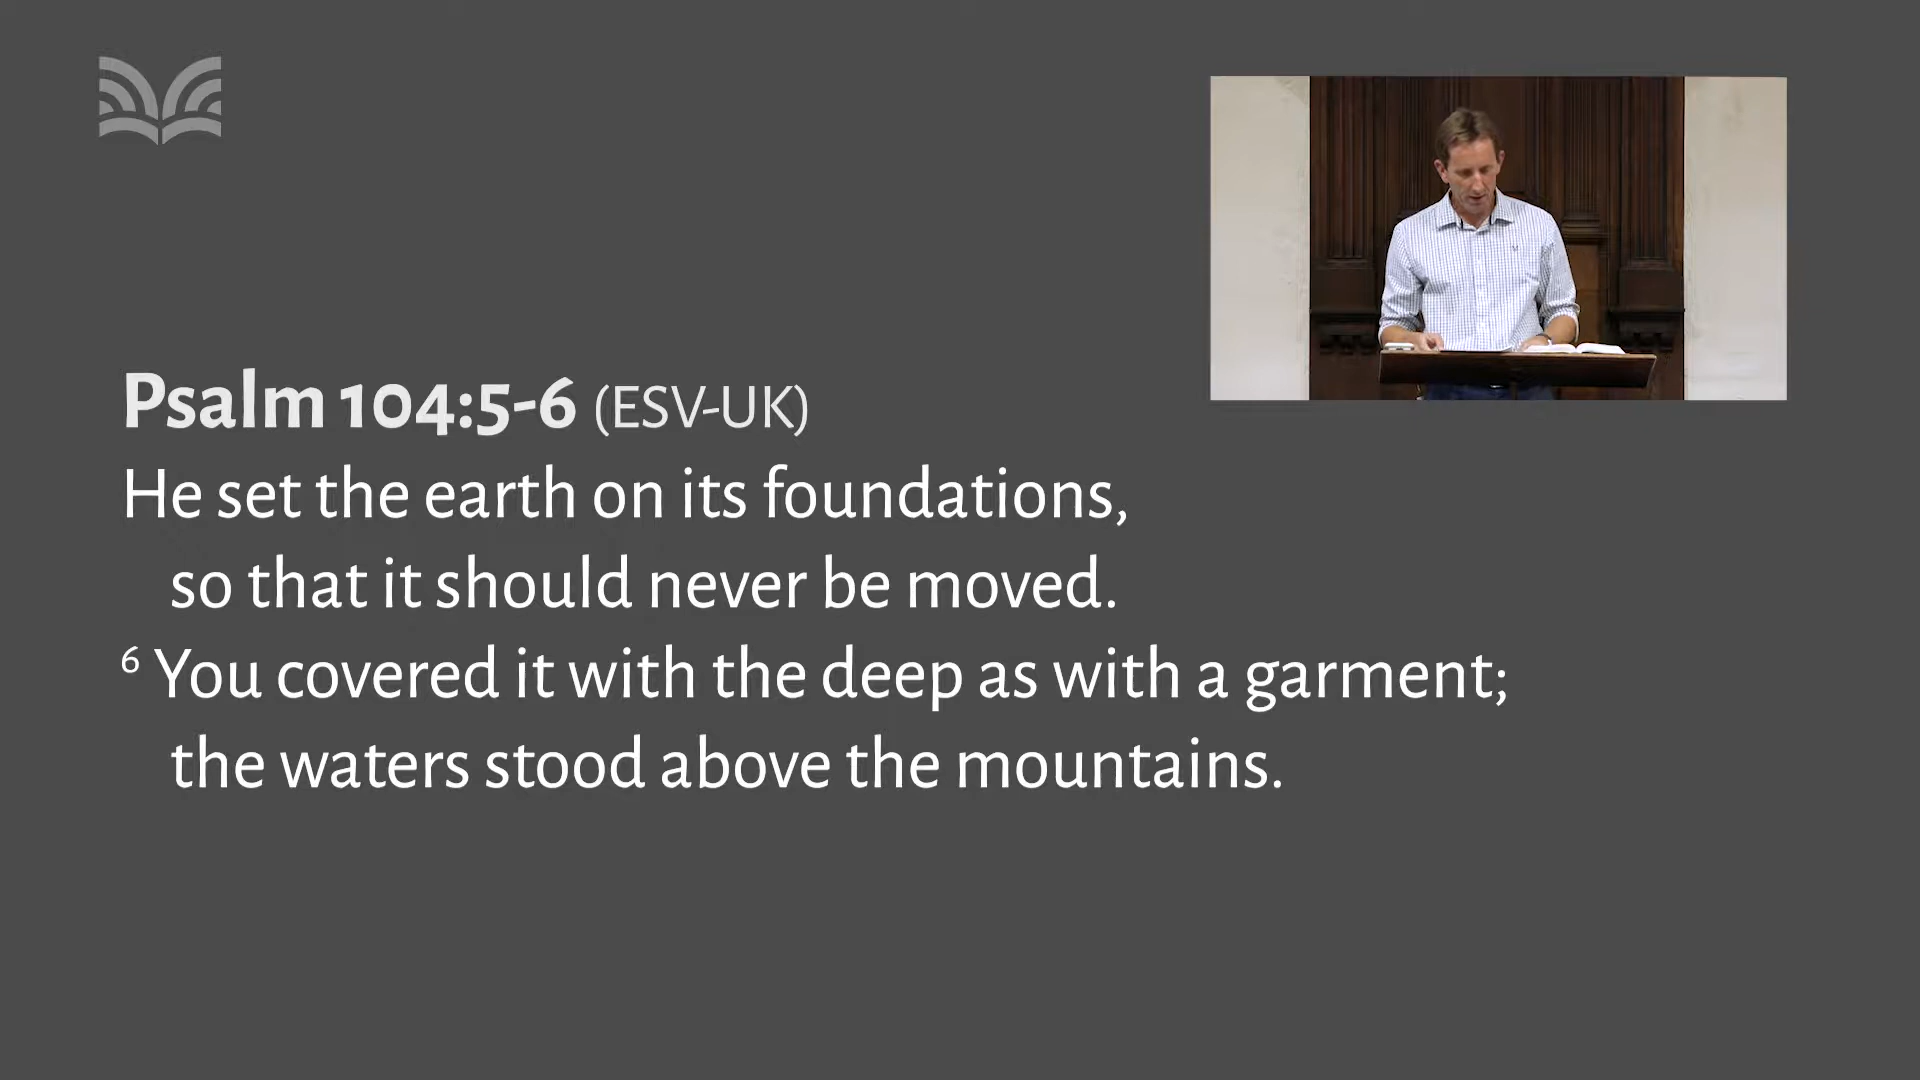 Psalm 104:5-6 (ESV-UK)
He set the earth on its foundations,
so that it should never be moved.
6 You covered it with the deep as with a garment;
the waters stood above the mountains.